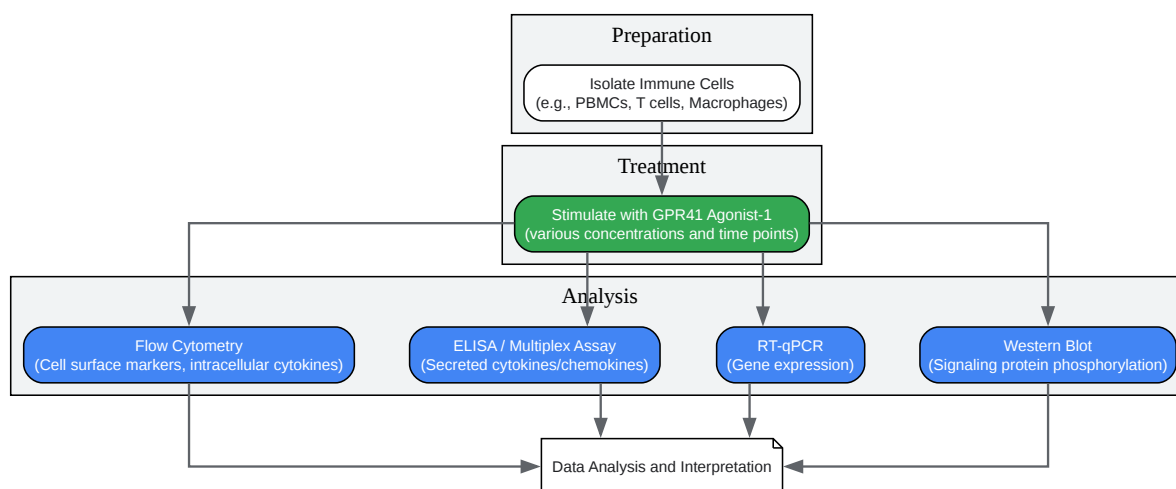 Preparation
Isolate Immune Cells
(e.g., PBMCs, T cells, Macrophages)
Treatment
Stimulate with GPR41 Agonist-1
(various concentrations and time points)
Analysis
Flow Cytometry
(Cell surface markers, intracellular cytokines)
ELISA / Multiplex Assay
(Secreted cytokines/chemokines)
RT-qPCR
(Gene expression)
Western Blot
(Signaling protein phosphorylation)
Data Analysis and Interpretation